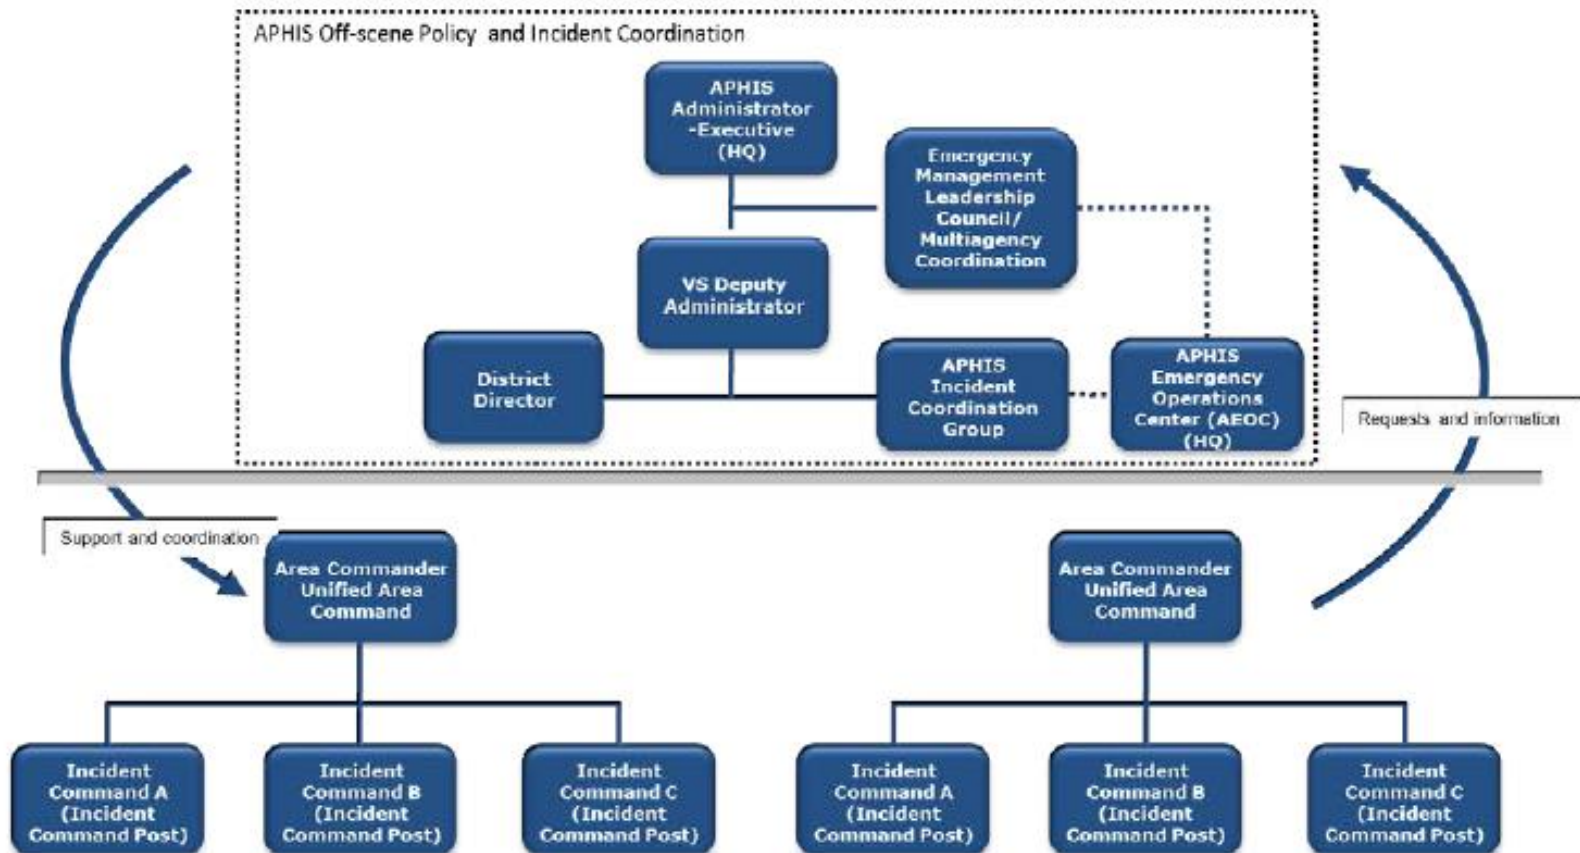 APHIS Off-scene Policy and Incident Coordination
APHIS
Administrator
-Executive
(HQ)
Emergency
Management
Leadership
Council/
Multiagency
Coordination
VS Deputy
Administrator
District
Director
APHIS
Incident
Coordination
Group
APHIS
Emergency
Operations
Center (AEOC)
(HQ)
Requests and information
Support and coordination
Area Commander
Unified Area
Command
Area Commander
Unified Area
Command
Incident
Command A
(Incident
Command Post)
Incident
Command B
(Incident
Command Post)
Incident
Command C
(Incident
Command Post)
Incident
Command A
(Incident
Command Post)
Incident
Command B
(Incident
Command Post)
Incident
Command C
(Incident
Command Post)